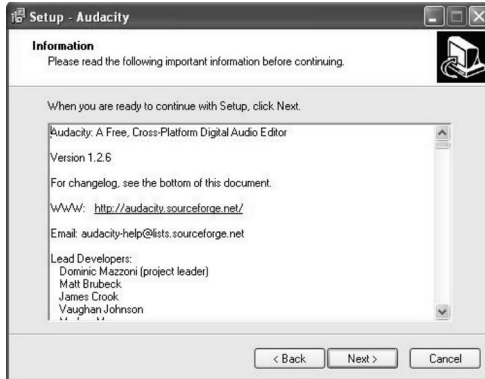 Setup - Audacity
Information
Please read the following important information before continuing.
When you are ready to continue with Setup, click Next.
Audacity: A Free, Cross-Platform Digital Audio Editor
Version 1.2.6
For changelog, see the bottom of this document.
WWW: http://audacity.sourceforge.net/
Email: audacity-help@lists.sourceforge.net
Lead Developers:
Dominic Mazzoni (project leader)
Matt Brubeck
James Crook
Vaughan Johnson
< Back Next > Cancel